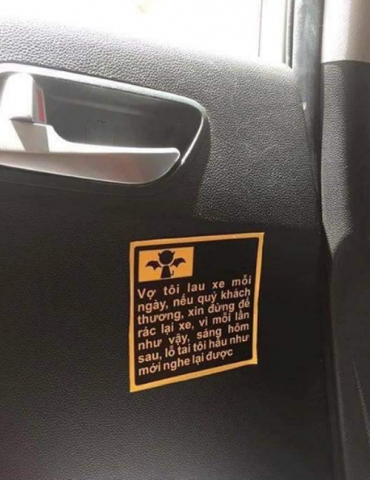 Vợ tôi lau xe mỗi
ngày, nếu quý khách
thương, xin đừng để
rác lại xe, vì mỗi lần
như vậy, sáng hôm
sau, lỗ tai tôi hầu như
mới nghe lại được